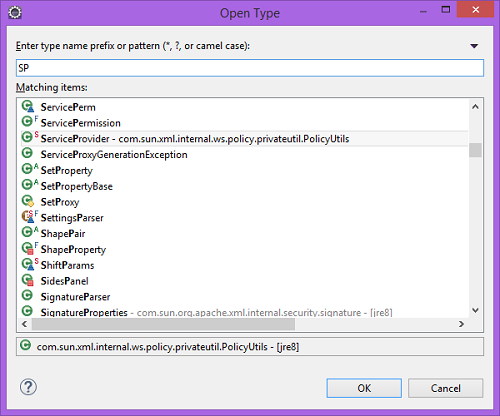 Open Type
Enter type name prefix or pattern (*, ?, or camel case):
SP
Matching items:
ServicePerm
ServicePermission
ServiceProvider - com.sun.xml.internal.ws.policy.privateutil.PolicyUtils
ServiceProxyGenerationException
SetProperty
SetPropertyBase
SetProxy
SettingsParser
ShapePair
ShapeProperty
ShiftParams
SidesPanel
SignatureParser
SignatureProperties - com.sun.org.apache.xml.internal.security.signature - [jre8]
com.sun.xml.internal.ws.policy.privateutil.PolicyUtils - [jre8]
OK
Cancel